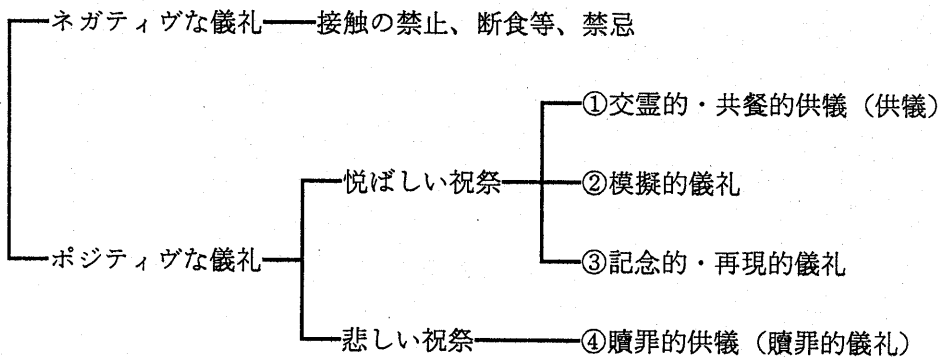 ネガティヴな儀礼 接触の禁止、断食等、禁忌
①交霊的・共餐的供犠（供犠）
悦ばしい祝祭 ②模擬的儀礼
ポジティヴな儀礼 ③記念的・再現的儀礼
悲しい祝祭 ④贖罪的供犠（贖罪的儀礼）